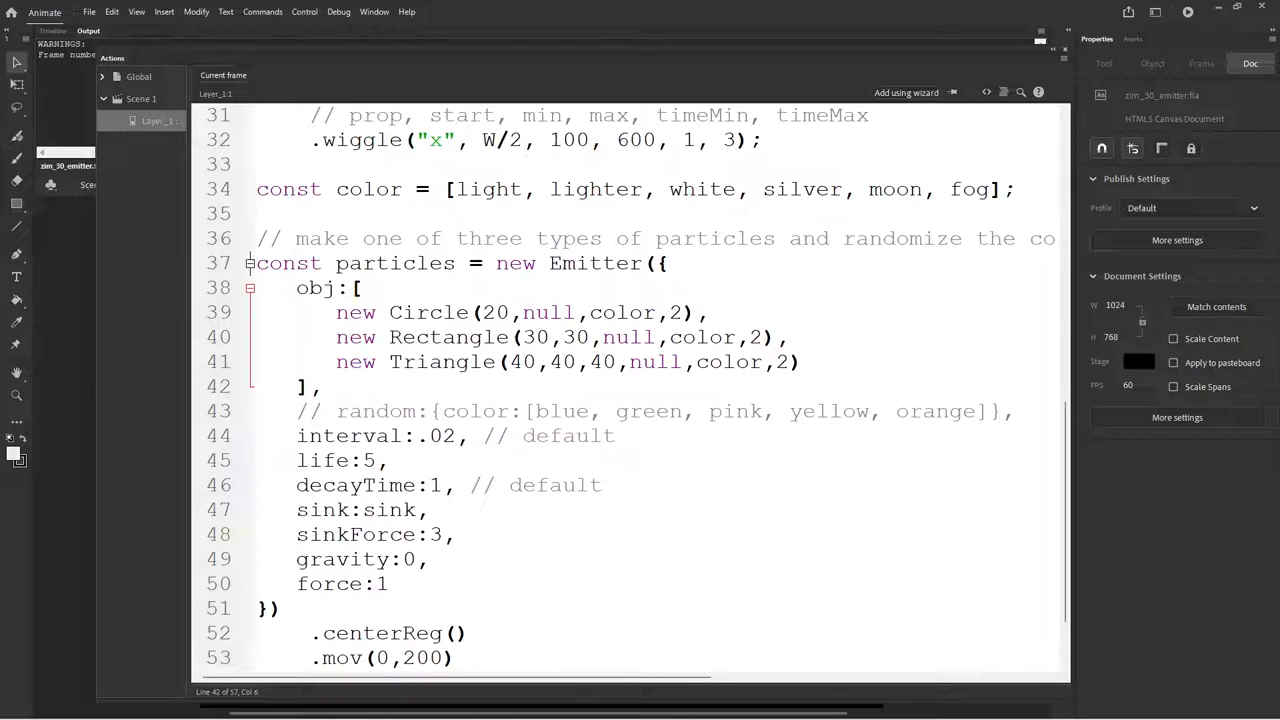 Animate File Edit View Insert Modify Text Commands Control Debug Window Help
Timeline Output
WARNINGS:
Frame numbe
Actions
Global
Scene 1
Layer_1:
zim_30_emitter.
Scen
Current frame
Layer_1:1
Add using wizard
31 // prop, start, min, max, timeMin, timeMax
32 .wiggle("x", W/2, 100, 600, 1, 3);
33
34 const color = [light, lighter, white, silver, moon, fog];
35
36 // make one of three types of particles and randomize the co
37 const particles = new Emitter({
38 obj:[
39 new Circle(20,null,color,2),
40 new Rectangle(30,30,null,color,2),
41 new Triangle(40,40,40,null,color,2)
42 ],
43 // random:{color:[blue, green, pink, yellow, orange]},
44 interval:.02, // default
45 life:5,
46 decayTime:1, // default
47 sink:sink,
48 sinkForce:3,
49 gravity:0,
50 force:1
51 })
52 .centerReg()
53 .mov(0,200)
Line 42 of 57, Col 6
Properties Assets
Tool Object Frame Doc
zim_30_emitter.fla
HTML5 Canvas Document
Publish Settings
Profile Default
More settings
Document Settings
W 1024 Match contents
H 768 Scale Content
Stage Apply to pasteboard
FPS 60 Scale Spans
More settings